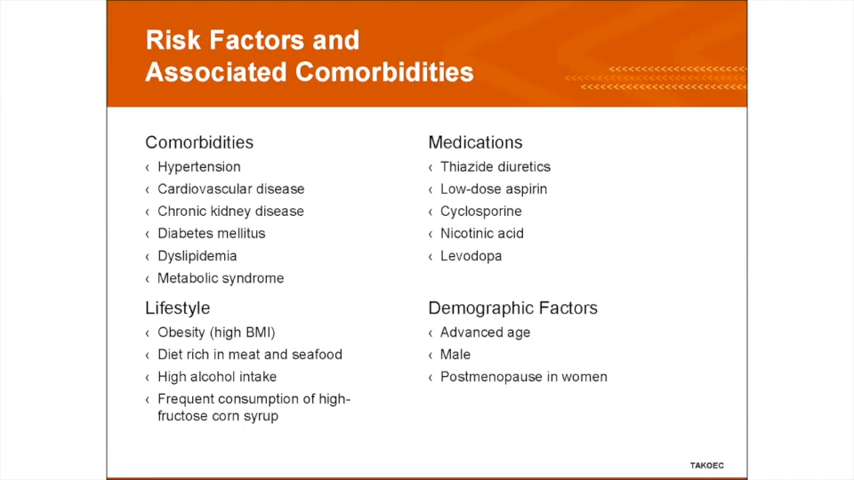 Risk Factors and
Associated Comorbidities
Comorbidities
‹ Hypertension
‹ Cardiovascular disease
‹ Chronic kidney disease
‹ Diabetes mellitus
‹ Dyslipidemia
‹ Metabolic syndrome
Lifestyle
‹ Obesity (high BMI)
‹ Diet rich in meat and seafood
‹ High alcohol intake
‹ Frequent consumption of high-
fructose corn syrup
Medications
‹ Thiazide diuretics
‹ Low-dose aspirin
‹ Cyclosporine
‹ Nicotinic acid
‹ Levodopa
Demographic Factors
‹ Advanced age
‹ Male
‹ Postmenopause in women
TAKOEC